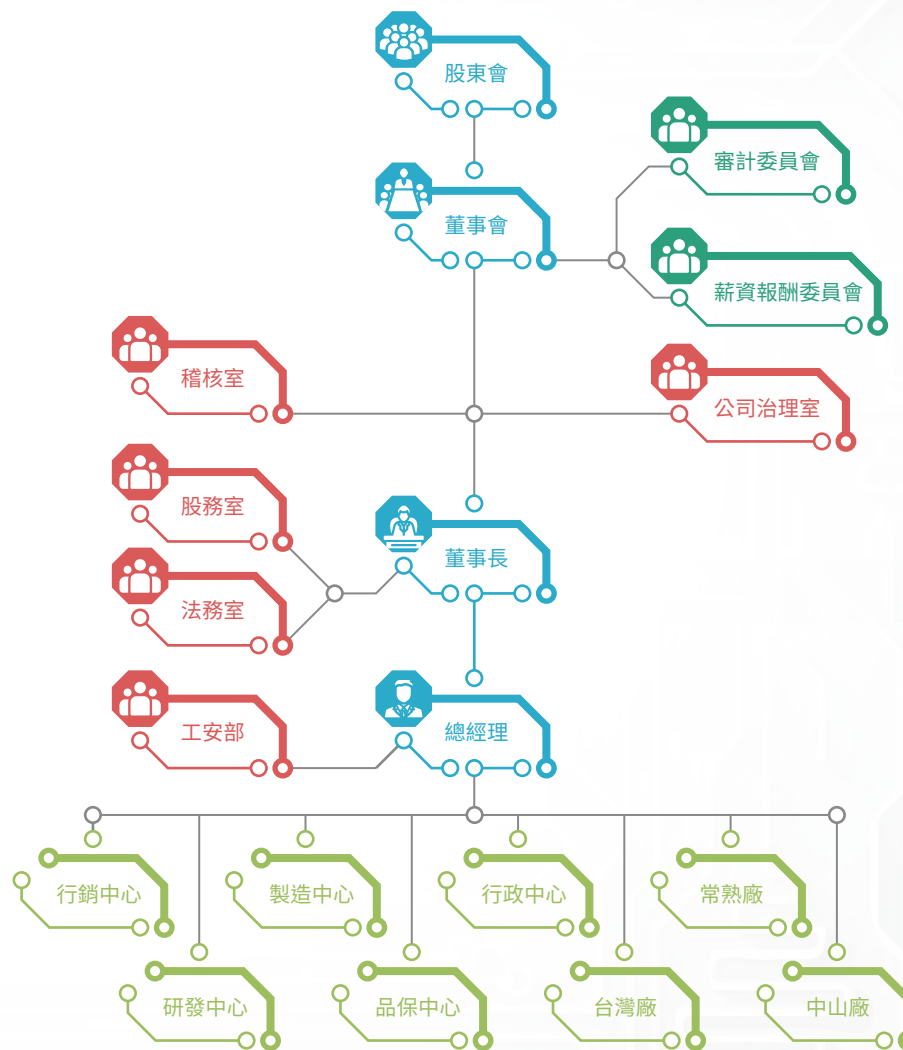 股東會
審計委員會
董事會
薪資報酬委員會
稽核室
公司治理室
股務室
董事長
法務室
工安部
總經理
行銷中心
製造中心
行政中心
常熟廠
研發中心
品保中心
台灣廠
中山廠